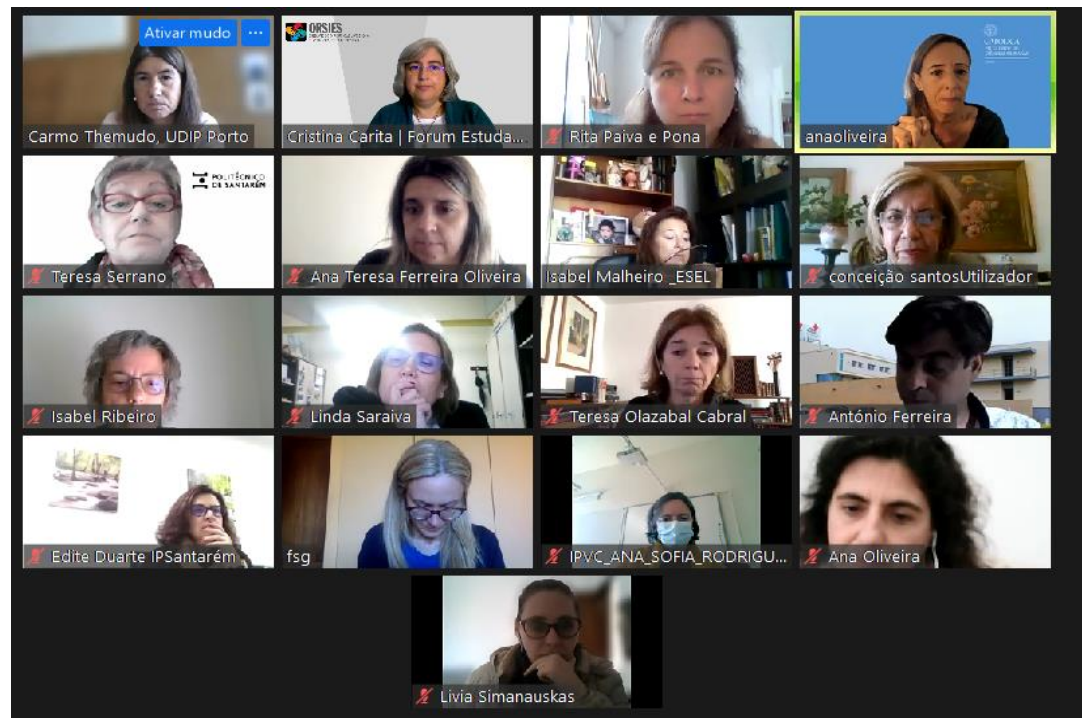 Ativar mudo ...
Carmo Themudo, UDIP Porto
ORSIES
Cristina Carita | Forum Estuda...
Rita Paiva e Pona
CATÓLICA
anaoliveira
POLITÉCNICO
DE SANTARÉM
Teresa Serrano
Ana Teresa Ferreira Oliveira
Isabel Malheiro _ESEL
conceição santosUtilizador
Isabel Ribeiro
Linda Saraiva
Teresa Olazabal Cabral
António Ferreira
Edite Duarte IPSantarém
fsg
IPVC_ANA_SOFIA_RODRIGU...
Ana Oliveira
Livia Simanauskas